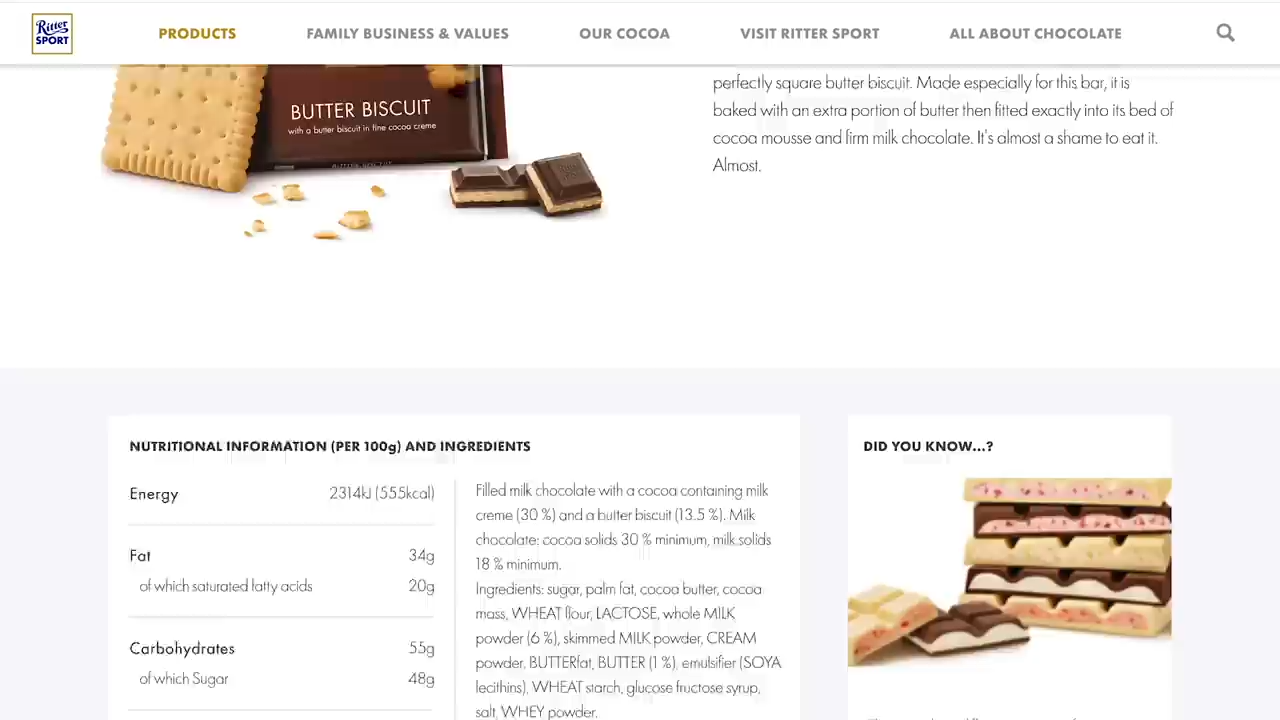 Ritter
SPORT
PRODUCTS
FAMILY BUSINESS & VALUES
OUR COCOA
VISIT RITTER SPORT
ALL ABOUT CHOCOLATE
BUTTER BISCUIT
with a butter biscuit in fine cocoa creme
perfectly square butter biscuit. Made especially for this bar, it is
baked with an extra portion of butter then fitted exactly into its bed of
cocoa mousse and firm milk chocolate. It's almost a shame to eat it.
Almost.
NUTRITIONAL INFORMATION (PER 100g) AND INGREDIENTS
Energy 2314kJ (555kcal)
Fat 34g
of which saturated fatty acids 20g
Carbohydrates 55g
of which Sugar 48g
Filled milk chocolate with a cocoa containing milk
creme (30 %) and a butter biscuit (13.5 %). Milk
chocolate: cocoa solids 30 % minimum, milk solids
18 % minimum.
Ingredients: sugar, palm fat, cocoa butter, cocoa
mass, WHEAT flour, LACTOSE, whole MILK
powder (6 %), skimmed MILK powder, CREAM
powder, BUTTERfat, BUTTER (1 %), emulsifier (SOYA
lecithins), WHEAT starch, glucose fructose syrup,
salt, WHEY powder.
DID YOU KNOW...?